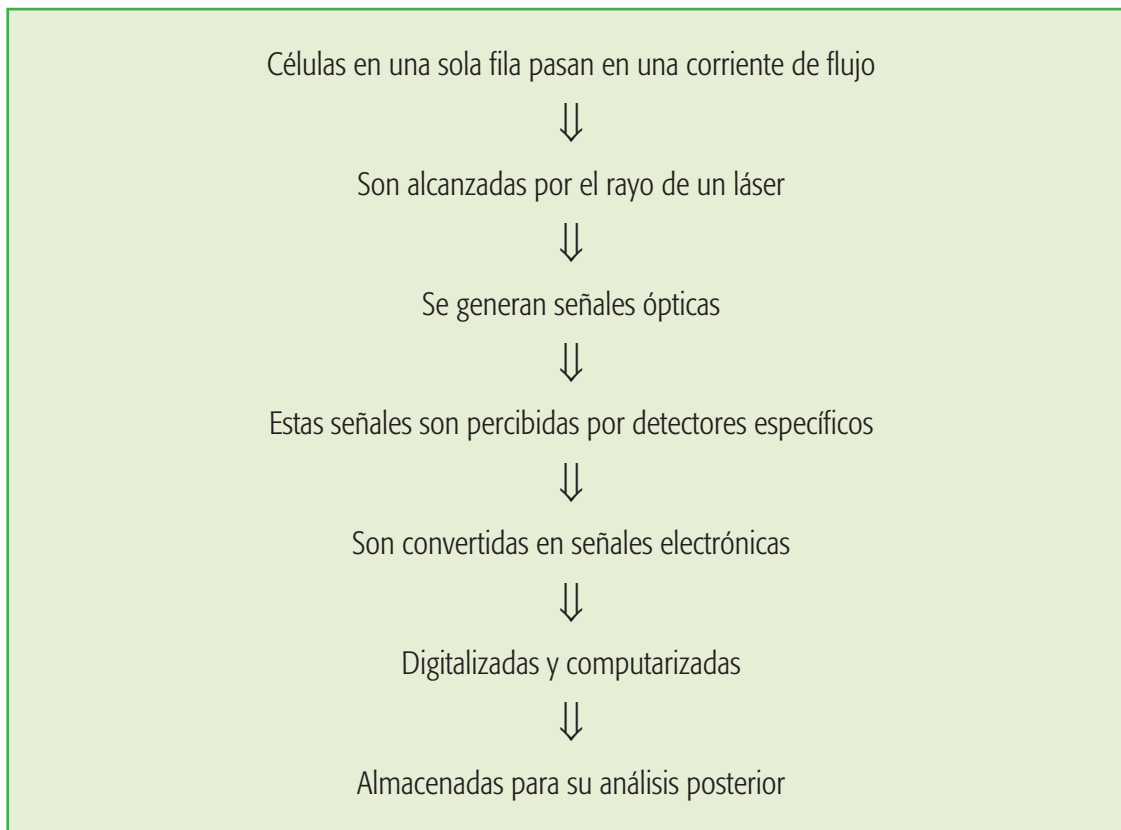 Células en una sola fila pasan en una corriente de flujo
⇓
Son alcanzadas por el rayo de un láser
⇓
Se generan señales ópticas
⇓
Estas señales son percibidas por detectores específicos
⇓
Son convertidas en señales electrónicas
⇓
Digitalizadas y computarizadas
⇓
Almacenadas para su análisis posterior